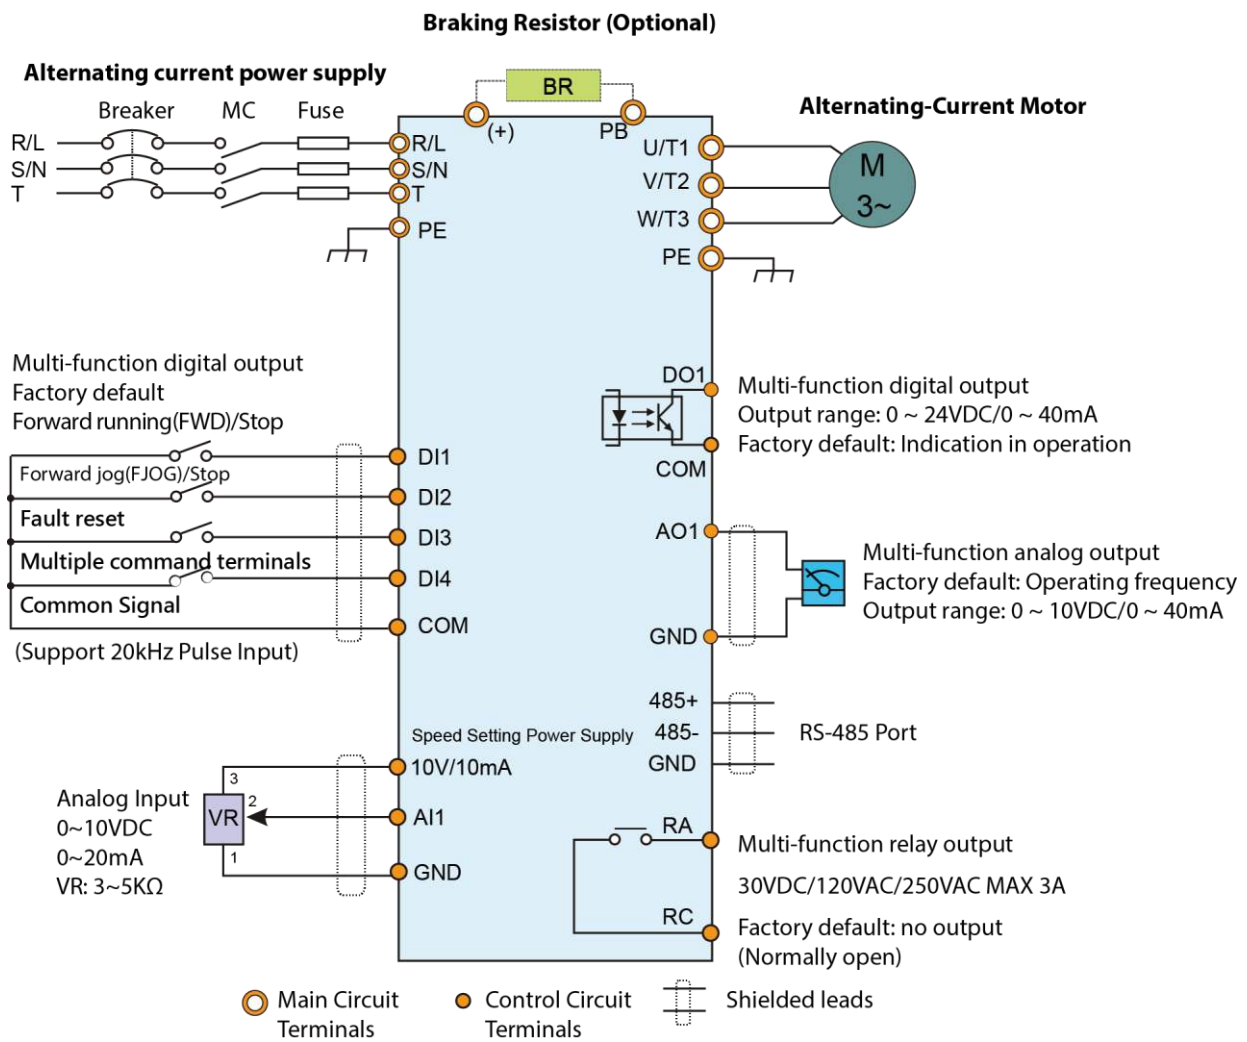 Braking Resistor (Optional)
Alternating current power supply
BR
Alternating-Current Motor
Breaker
MC
Fuse
(+)
PB
R/L
R/L
U/T1
S/N
S/N
V/T2
T
T
W/T3
M
3~
PE
PE
Multi-function digital output
Factory default
Forward running(FWD)/Stop
DI1
Forward jog(FJOG)/Stop
DI2
Fault reset
DI3
Multiple command terminals
DI4
Common Signal
COM
(Support 20kHz Pulse Input)
DO1
Multi-function digital output
Output range: 0 ~ 24VDC/0 ~ 40mA
Factory default: Indication in operation
COM
AO1
Multi-function analog output
Factory default: Operating frequency
Output range: 0 ~ 10VDC/0 ~ 40mA
GND
485+
485-
GND
RS-485 Port
Speed Setting Power Supply
10V/10mA
3
Analog Input
0~10VDC
0~20mA
VR: 3~5KΩ
VR
2
1
AI1
GND
RA
Multi-function relay output
30VDC/120VAC/250VAC MAX 3A
RC
Factory default: no output
(Normally open)
Main Circuit
Terminals
Control Circuit
Terminals
Shielded leads